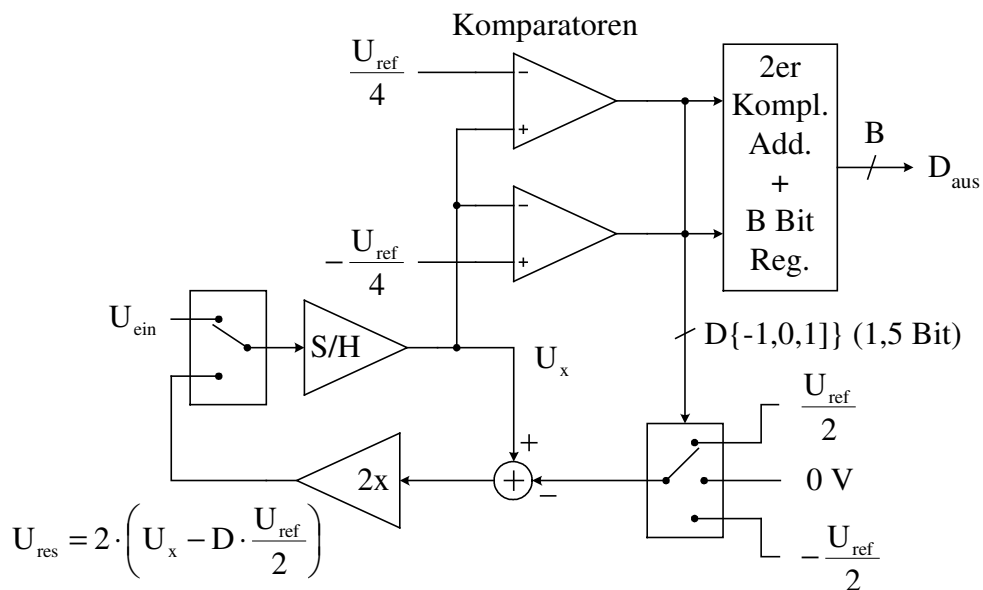 Komparatoren
U_ref
4
-
+
2er
Kompl.
Add.
+
B Bit
Reg.
B
D_aus
-
+
- U_ref
4
U_ein
S/H
U_x
D{-1,0,1]} (1,5 Bit)
U_ref
2
+
+
-
2x
0 V
- U_ref
2
U_res = 2·(U_x − D·U_ref/2)